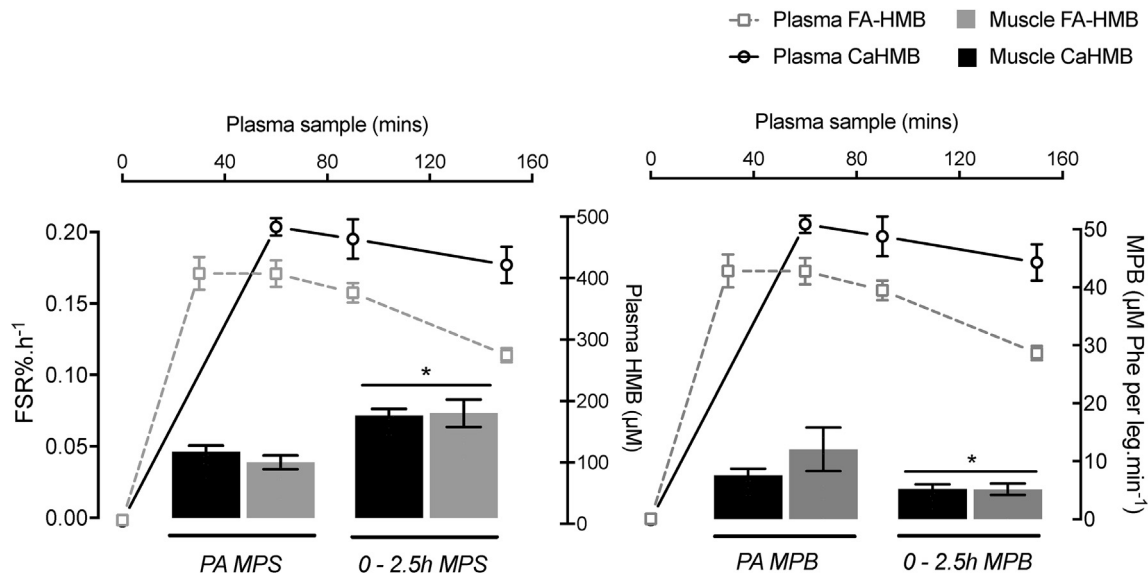 Plasma FA-HMB
Muscle FA-HMB
Plasma CaHMB
Muscle CaHMB
Plasma sample (mins)
0 40 80 120 160
Plasma sample (mins)
0 40 80 120 160
FSR%.h-1
0.20
0.15
0.10
0.05
0.00
500
400
300
200
100
0
Plasma HMB
(μM)
*
PA MPS
0 - 2.5h MPS
50
40
30
20
10
0
MPB (μM Phe per leg.min-1)
*
PA MPB
0 - 2.5h MPB